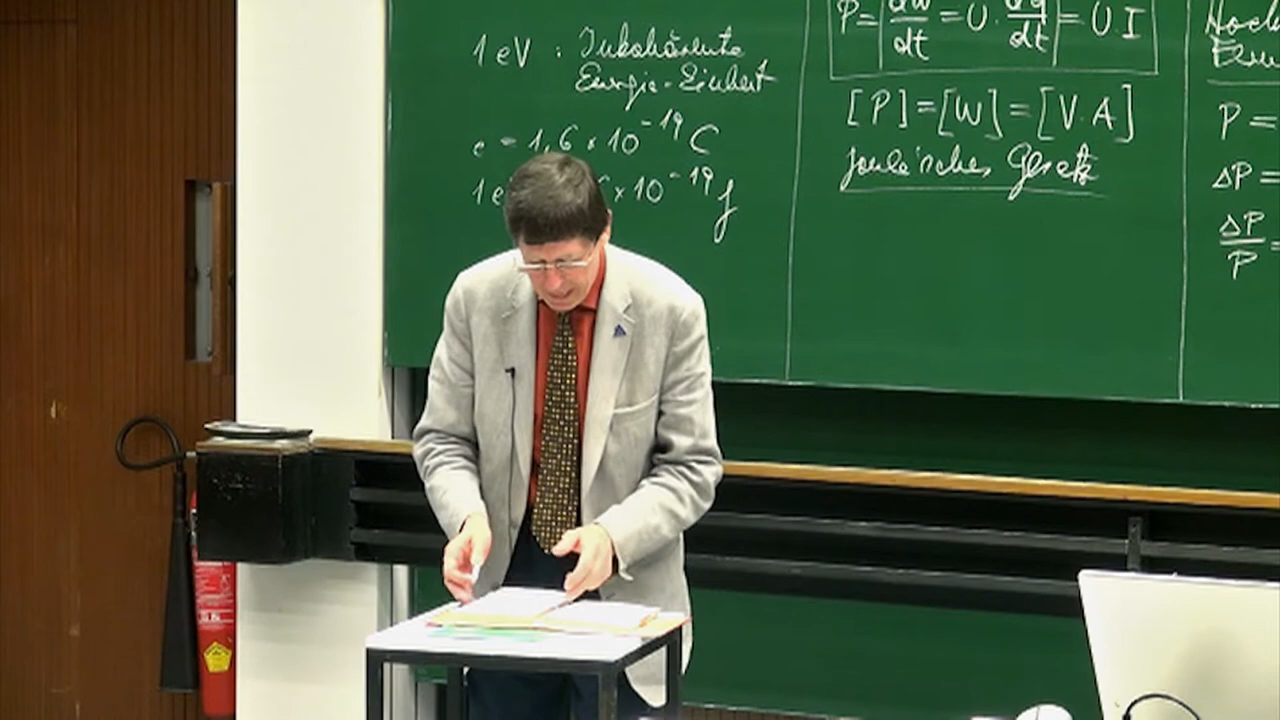 1 eV : Inkohärente
Energie-Einheit
e = 1,6 × 10⁻¹⁹ C
1 e × 10⁻¹⁹ J
P = dW/dt = U · dq/dt = U I
[P] = [W] = [V·A]
Joule'sches Gesetz
P =
ΔP =
ΔP/P =